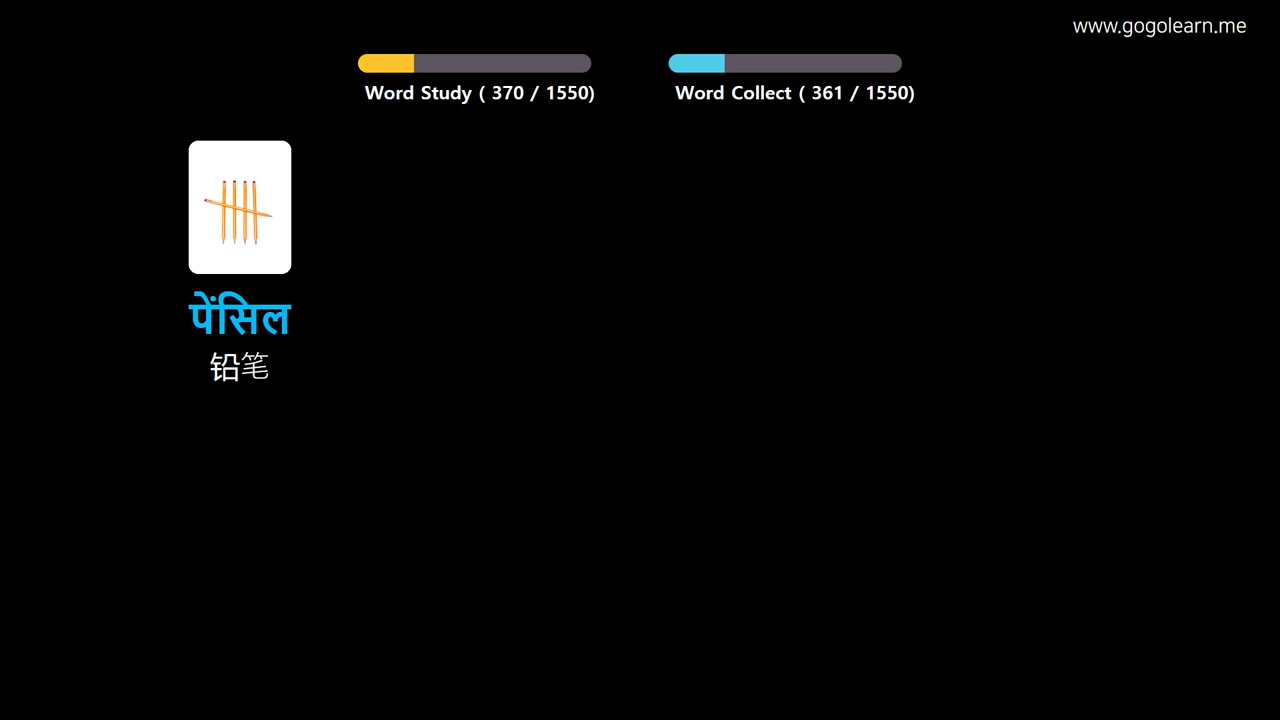 www.gogolearn.me
Word Study ( 370 / 1550)
Word Collect ( 361 / 1550)
पेंसिल
铅笔